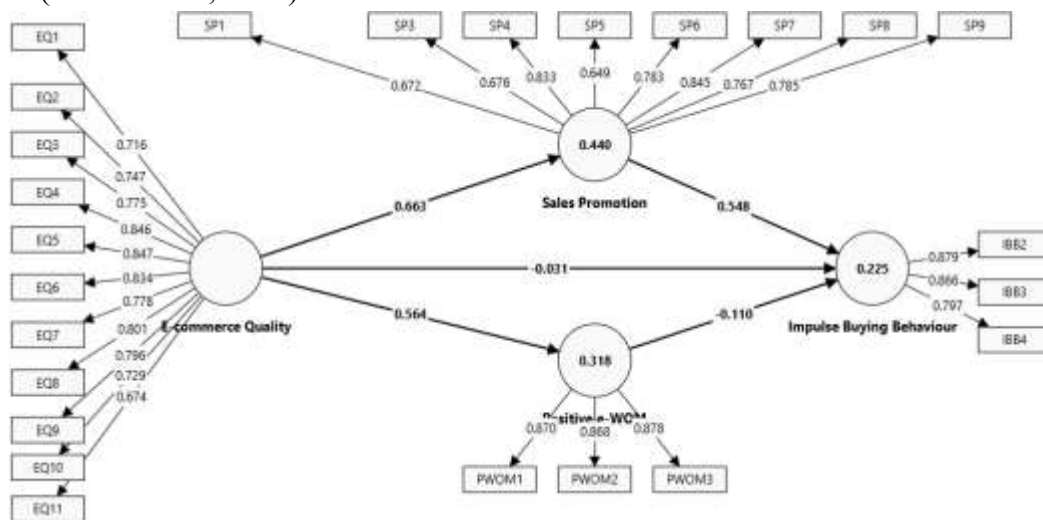 SP1 SP3 SP4 SP5 SP6 SP7 SP8 SP9
EQ1
EQ2
EQ3
EQ4
EQ5
EQ6
EQ7
EQ8
EQ9
EQ10
EQ11
0.716
0.747
0.775
0.846
0.847
0.834
0.778
0.801
0.796
0.729
0.674
0.672 0.676 0.833 0.649 0.783 0.845 0.767 0.785
0.440
Sales Promotion
0.663
0.548
-0.031
E-commerce Quality
0.564
-0.110
0.225
Impulse Buying Behaviour
0.879
0.866
0.797
IBB2
IBB3
IBB4
0.318
Positive e-WOM
0.870 0.868 0.878
PWOM1 PWOM2 PWOM3